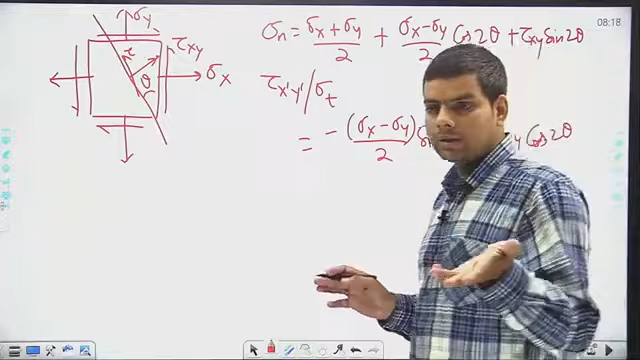 08:18
σy
τxy
τ
θ
σx
σn = σx+σy/2 + σx-σy/2 Cos2θ + τxy Sin2θ
τx'y'/σt
= - (σx-σy)/2
y Cos2θ